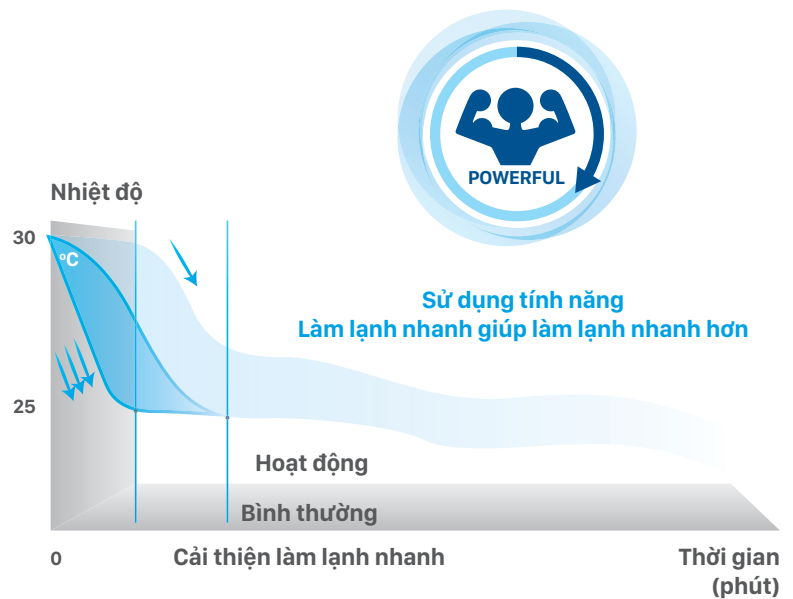 POWERFUL
Nhiệt độ
30
°C
Sử dụng tính năng
Làm lạnh nhanh giúp làm lạnh nhanh hơn
25
Hoạt động
Bình thường
0
Cải thiện làm lạnh nhanh
Thời gian
(phút)